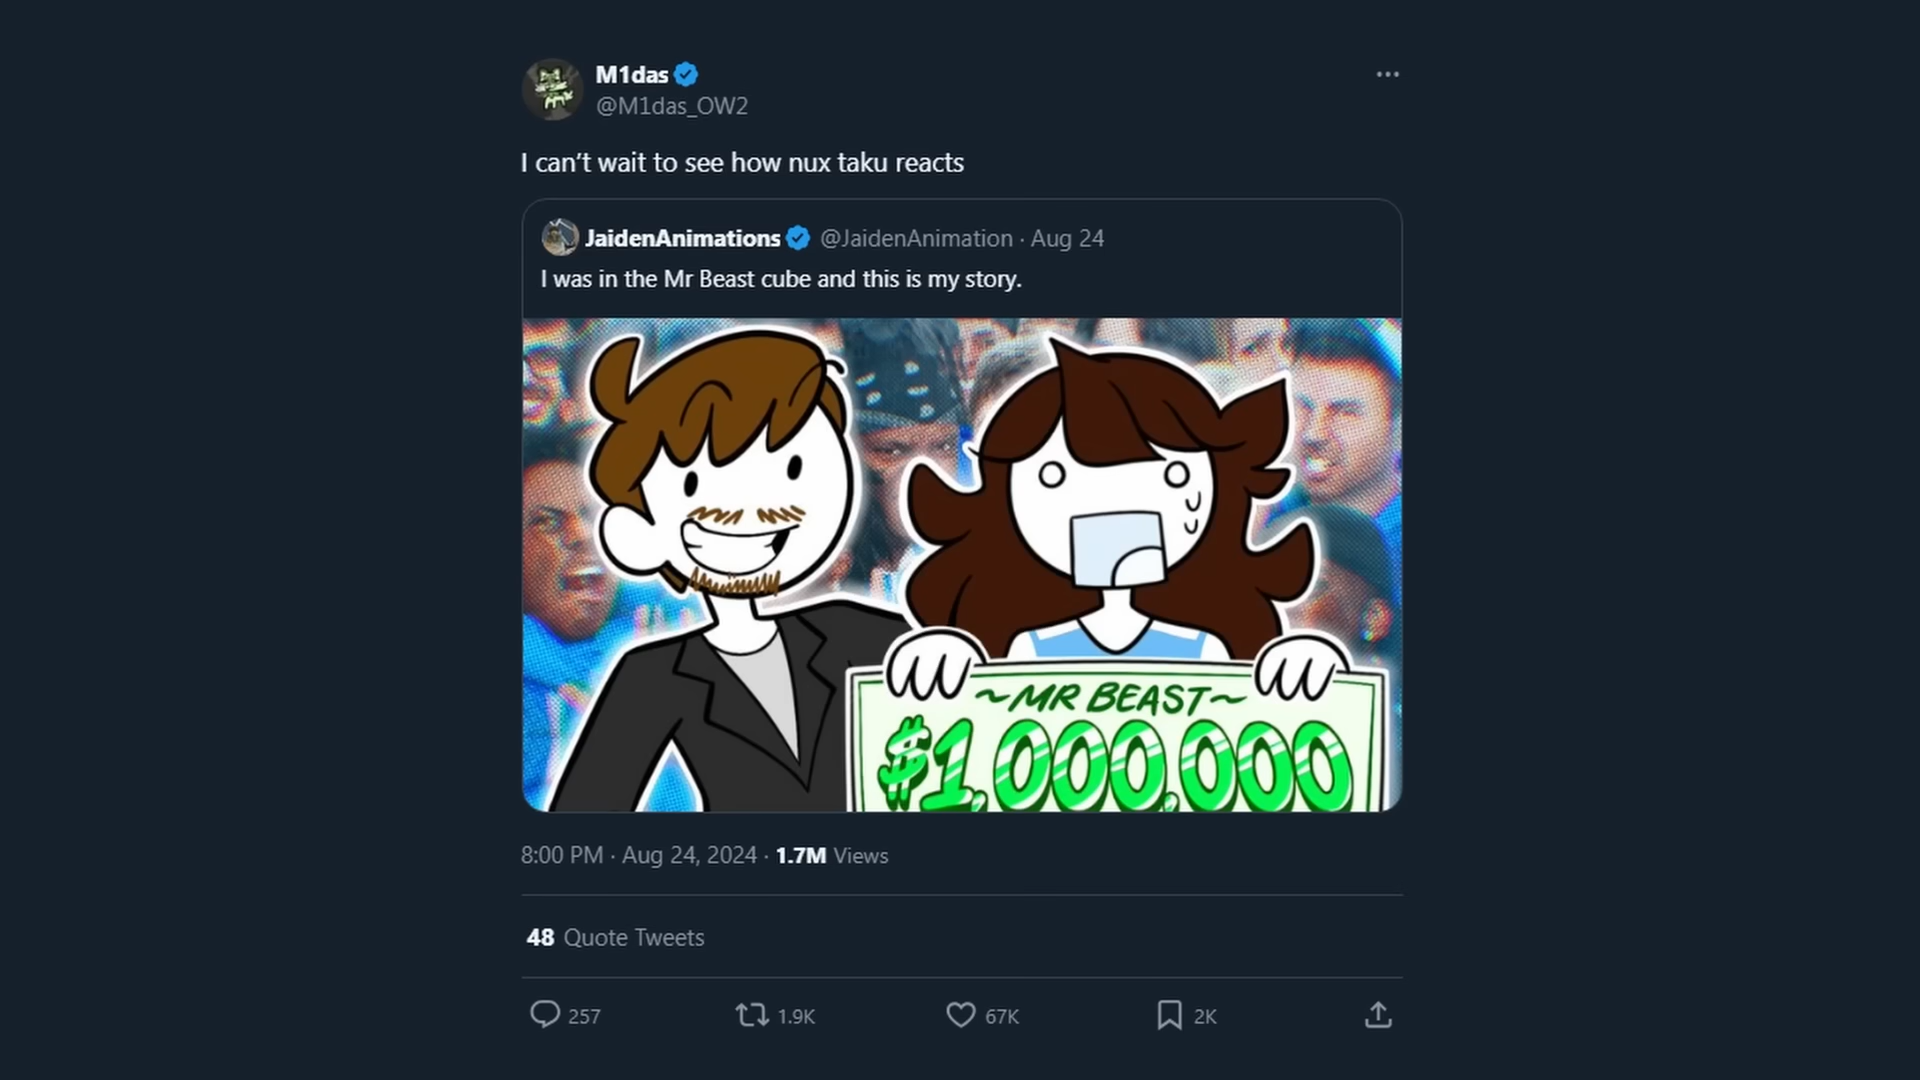 M1das
@M1das_OW2
I can’t wait to see how nux taku reacts
JaidenAnimations @JaidenAnimation · Aug 24
I was in the Mr Beast cube and this is my story.
~MR BEAST~
$1,000,000
8:00 PM · Aug 24, 2024 · 1.7M Views
48 Quote Tweets
257 1.9K 67K 2K